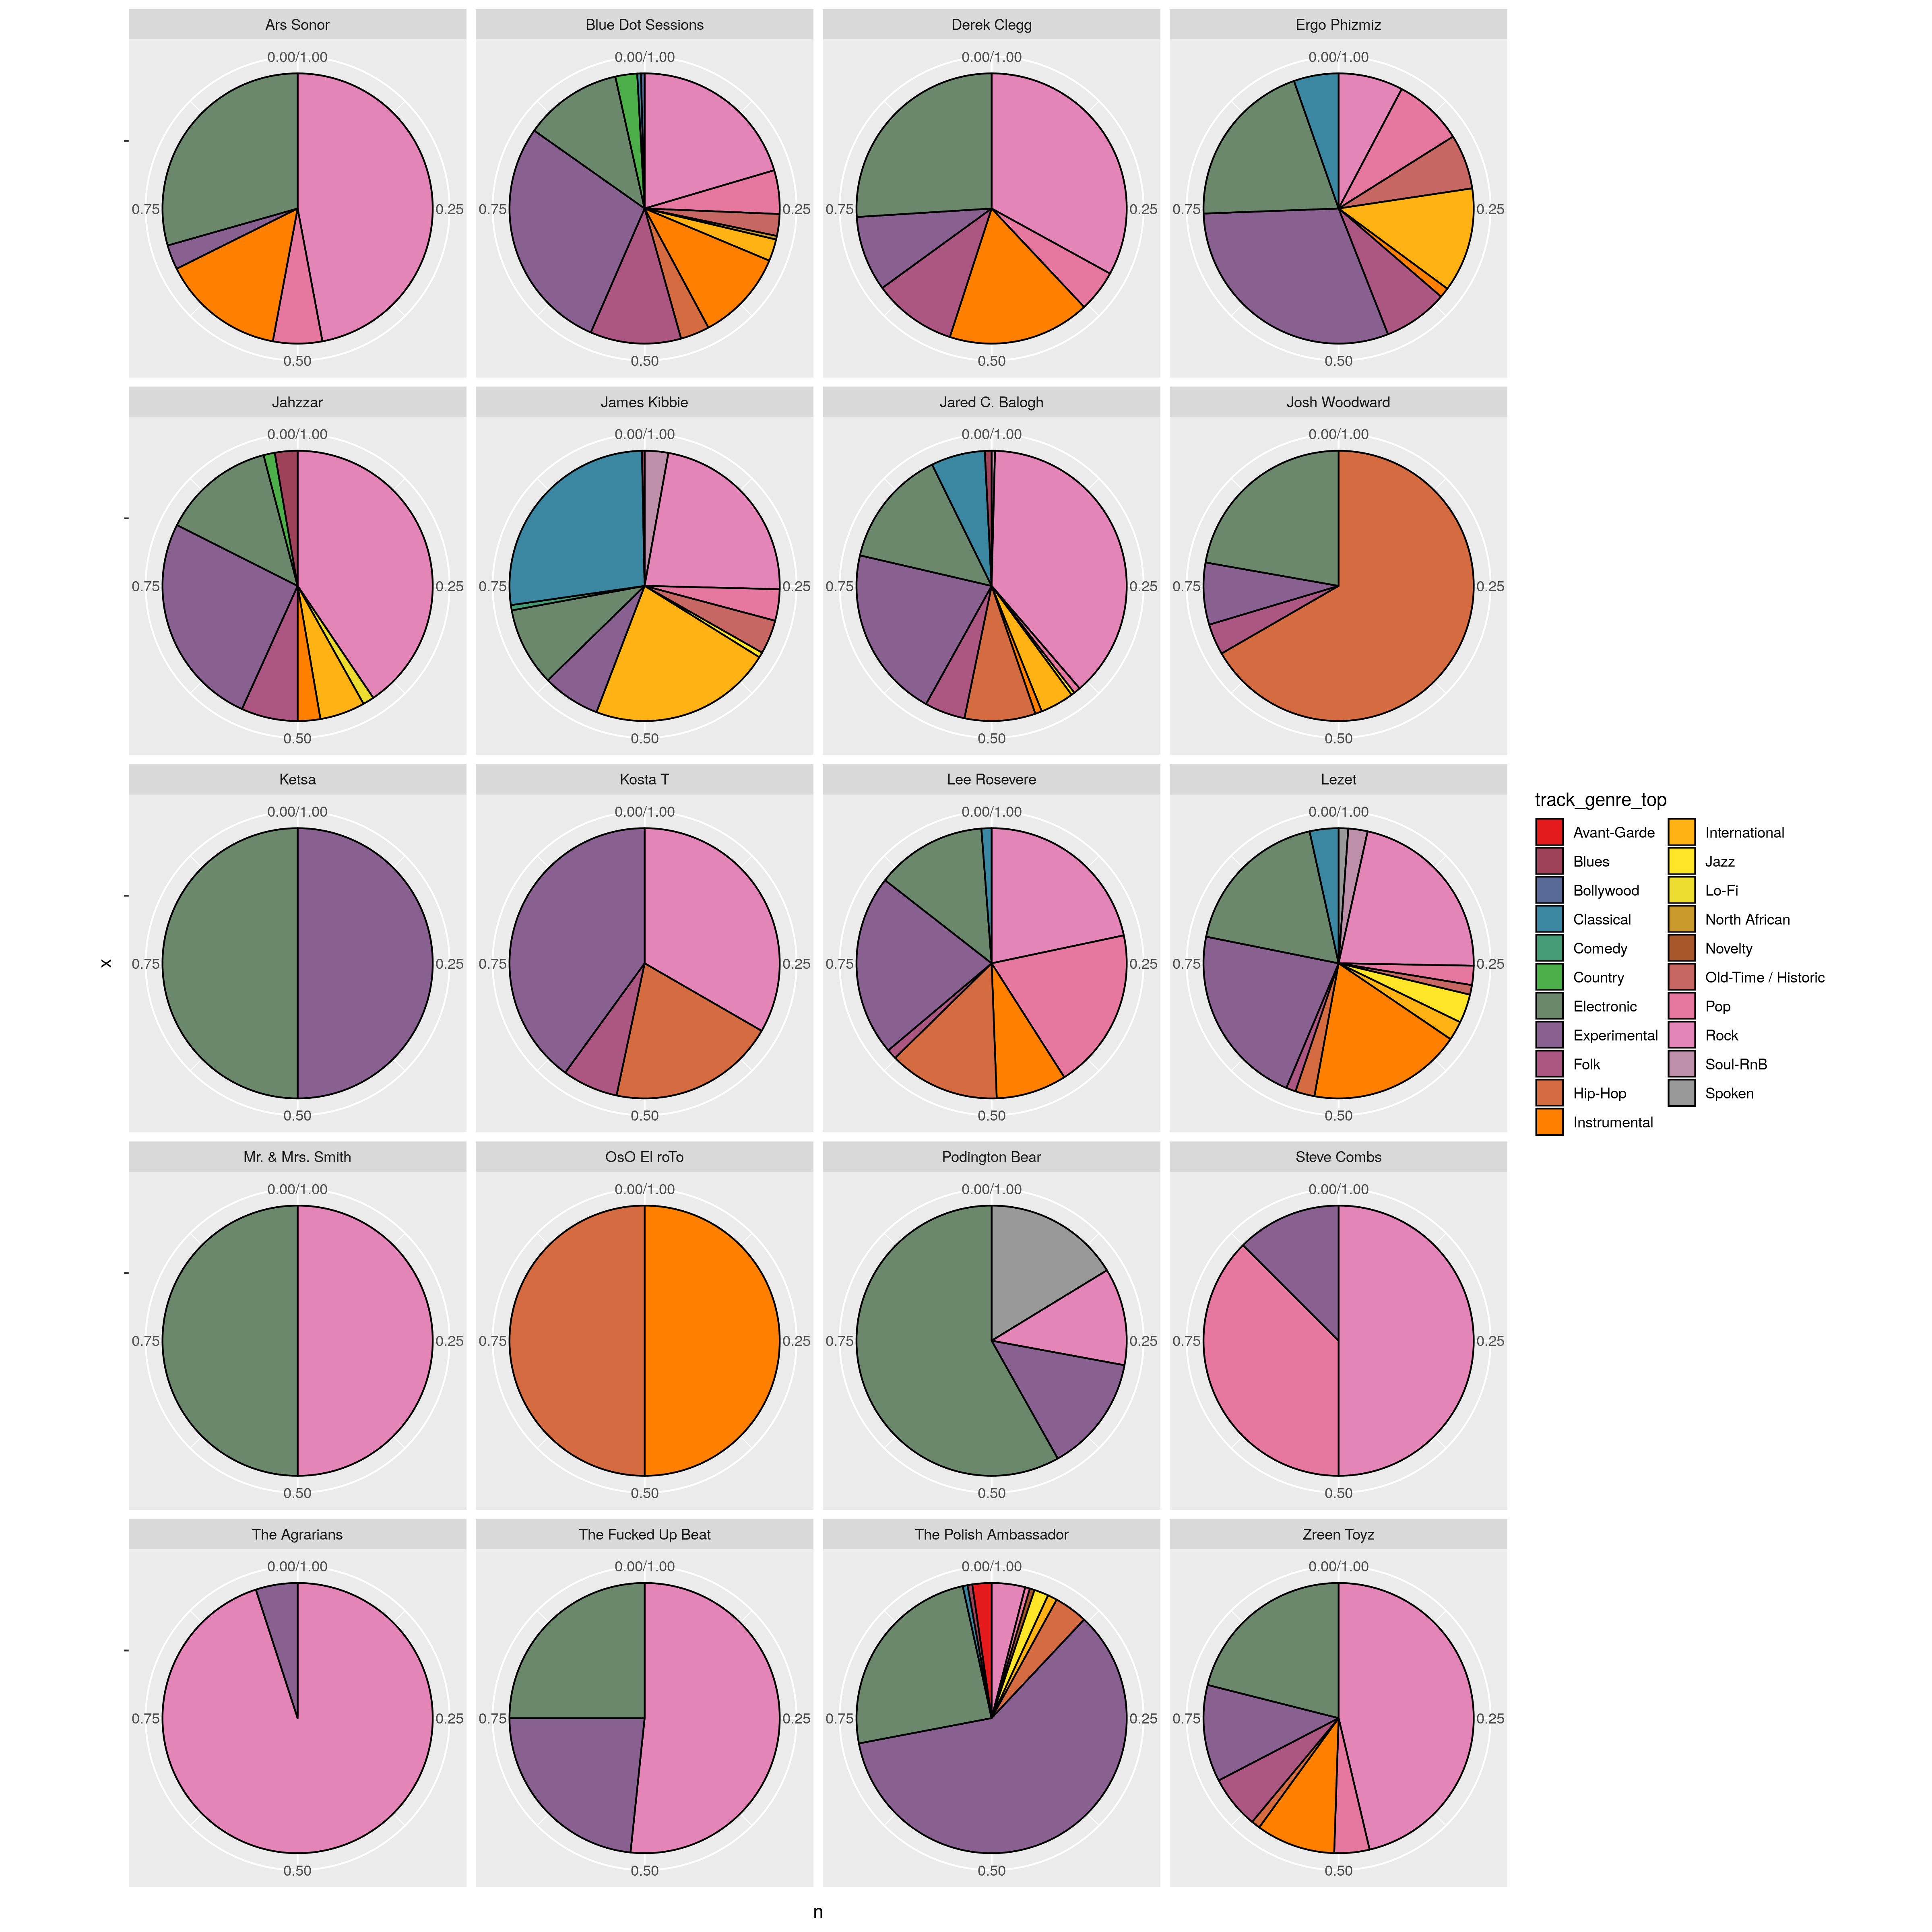 Ars Sonor Blue Dot Sessions Derek Clegg Ergo Phizmiz
0.00/1.00 0.00/1.00 0.00/1.00 0.00/1.00
0.75 0.25 0.75 0.25 0.75 0.25 0.75 0.25
0.50 0.50 0.50 0.50
Jahzzar James Kibbie Jared C. Balogh Josh Woodward
0.00/1.00 0.00/1.00 0.00/1.00 0.00/1.00
0.75 0.25 0.75 0.25 0.75 0.25 0.75 0.25
0.50 0.50 0.50 0.50
Ketsa Kosta T Lee Rosevere Lezet
0.00/1.00 0.00/1.00 0.00/1.00 0.00/1.00
x
0.75 0.25 0.75 0.25 0.75 0.25 0.75 0.25
0.50 0.50 0.50 0.50
Mr. & Mrs. Smith OsO El roTo Podington Bear Steve Combs
0.00/1.00 0.00/1.00 0.00/1.00 0.00/1.00
0.75 0.25 0.75 0.25 0.75 0.25 0.75 0.25
0.50 0.50 0.50 0.50
The Agrarians The Fucked Up Beat The Polish Ambassador Zreen Toyz
0.00/1.00 0.00/1.00 0.00/1.00 0.00/1.00
0.75 0.25 0.75 0.25 0.75 0.25 0.75 0.25
0.50 0.50 0.50 0.50
n
track_genre_top
Avant-Garde International
Blues Jazz
Bollywood Lo-Fi
Classical North African
Comedy Novelty
Country Old-Time / Historic
Electronic Pop
Experimental Rock
Folk Soul-RnB
Hip-Hop Spoken
Instrumental